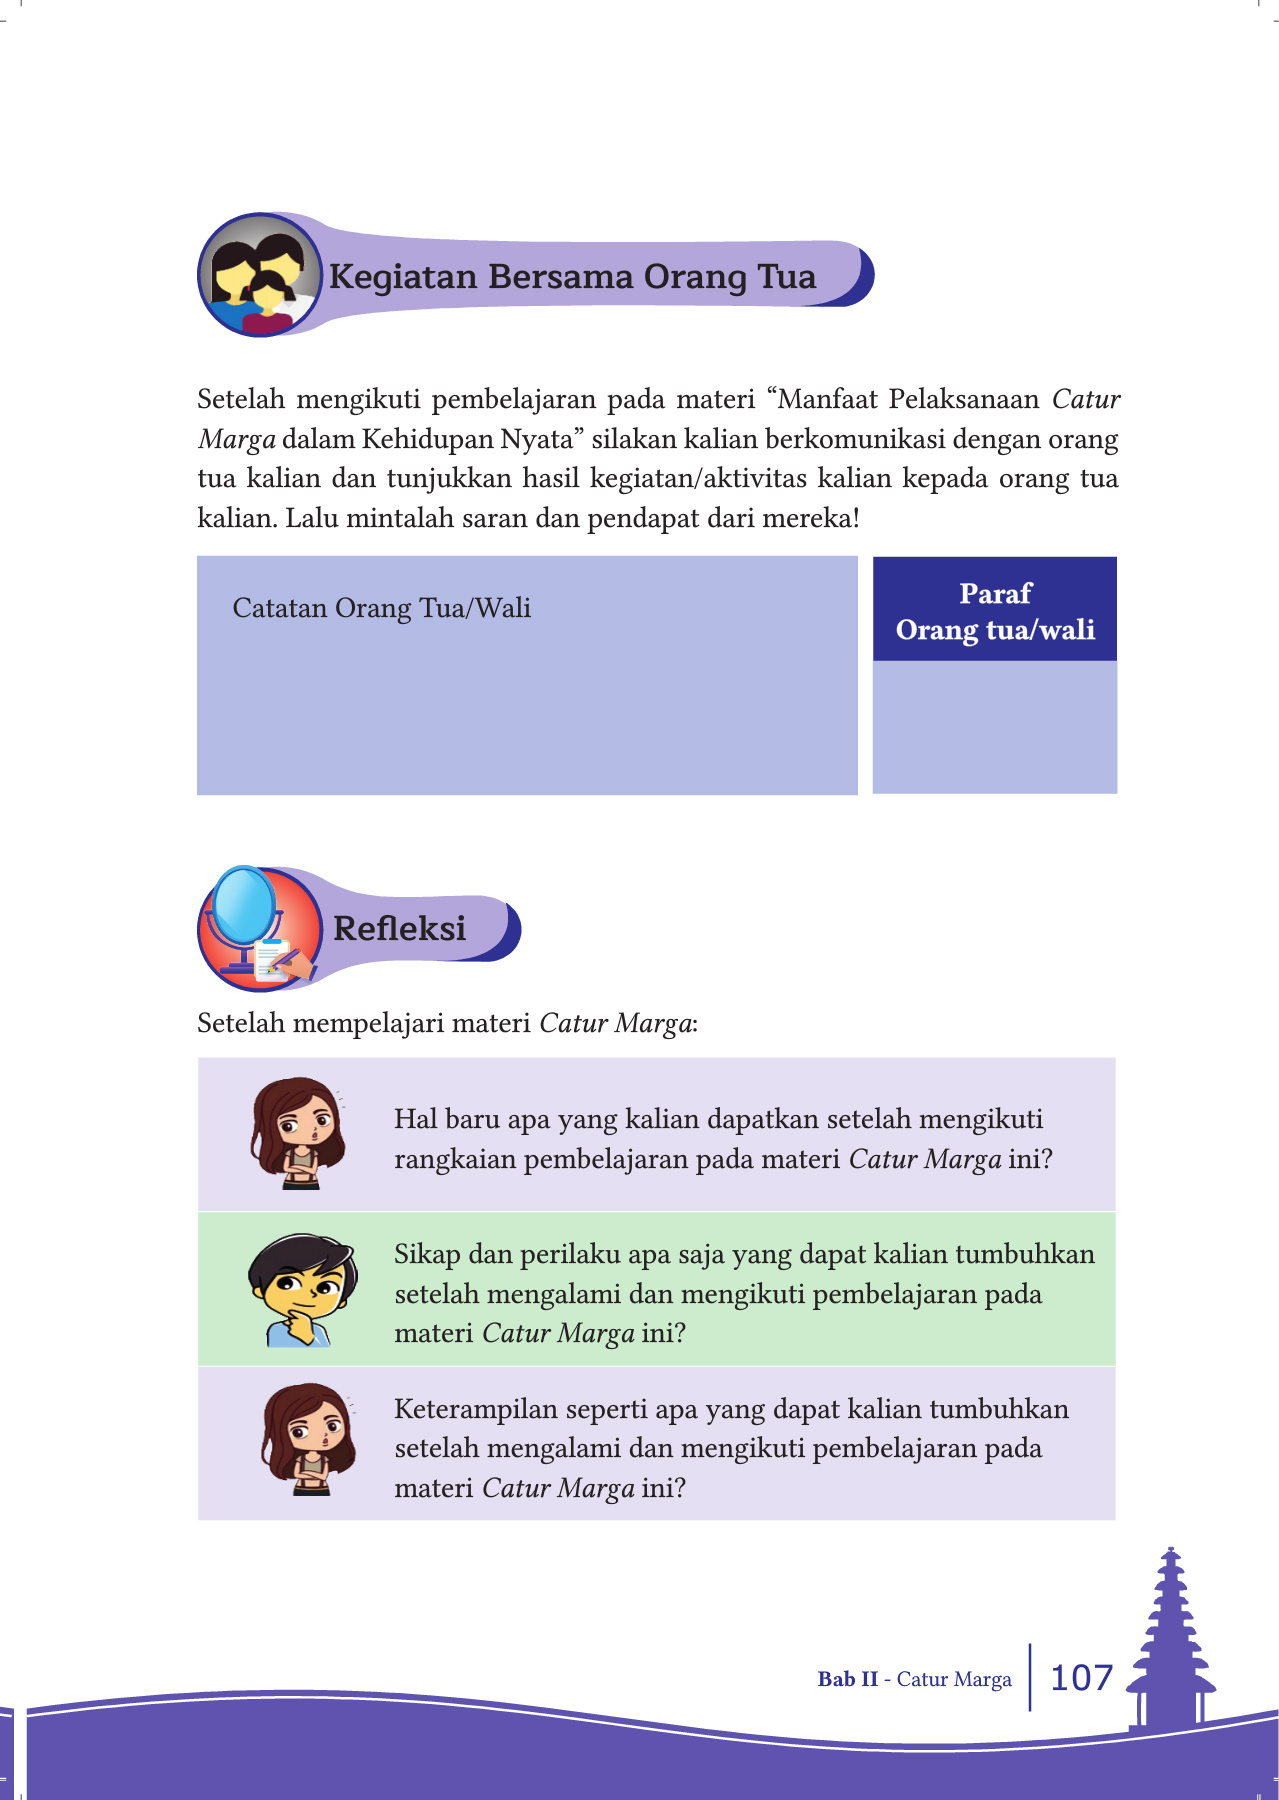 Kegiatan Bersama Orang Tua
Setelah mengikuti pembelajaran pada materi “Manfaat Pelaksanaan Catur
Marga dalam Kehidupan Nyata” silakan kalian berkomunikasi dengan orang
tua kalian dan tunjukkan hasil kegiatan/aktivitas kalian kepada orang tua
kalian. Lalu mintalah saran dan pendapat dari mereka!
Catatan Orang Tua/Wali
Paraf
Orang tua/wali
Refleksi
Setelah mempelajari materi Catur Marga:
Hal baru apa yang kalian dapatkan setelah mengikuti
rangkaian pembelajaran pada materi Catur Marga ini?
Sikap dan perilaku apa saja yang dapat kalian tumbuhkan
setelah mengalami dan mengikuti pembelajaran pada
materi Catur Marga ini?
Keterampilan seperti apa yang dapat kalian tumbuhkan
setelah mengalami dan mengikuti pembelajaran pada
materi Catur Marga ini?
Bab II - Catur Marga
107